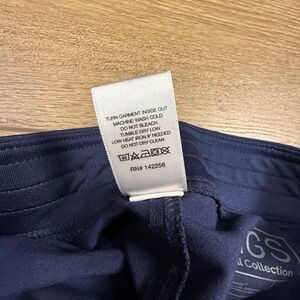 TURN GARMENT INSIDE OUT
MACHINE WASH COLD
DO NOT BLEACH
TUMBLE DRY LOW
LOW HEAT IRON IF NEEDED
DO NOT DRY CLEAN
RN# 142256
GS
Collection